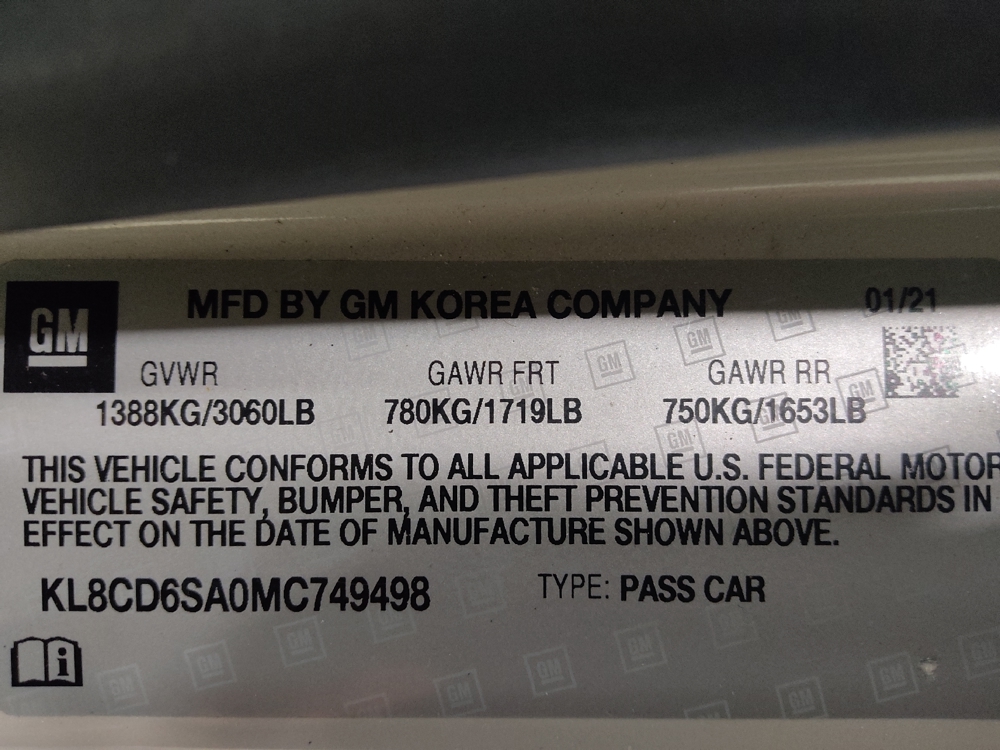 GM
MFD BY GM KOREA COMPANY 01/21
GVWR GAWR FRT GAWR RR
1388KG/3060LB 780KG/1719LB 750KG/1653LB
THIS VEHICLE CONFORMS TO ALL APPLICABLE U.S. FEDERAL MOTOR
VEHICLE SAFETY, BUMPER, AND THEFT PREVENTION STANDARDS IN
EFFECT ON THE DATE OF MANUFACTURE SHOWN ABOVE.
KL8CD6SA0MC749498 TYPE: PASS CAR